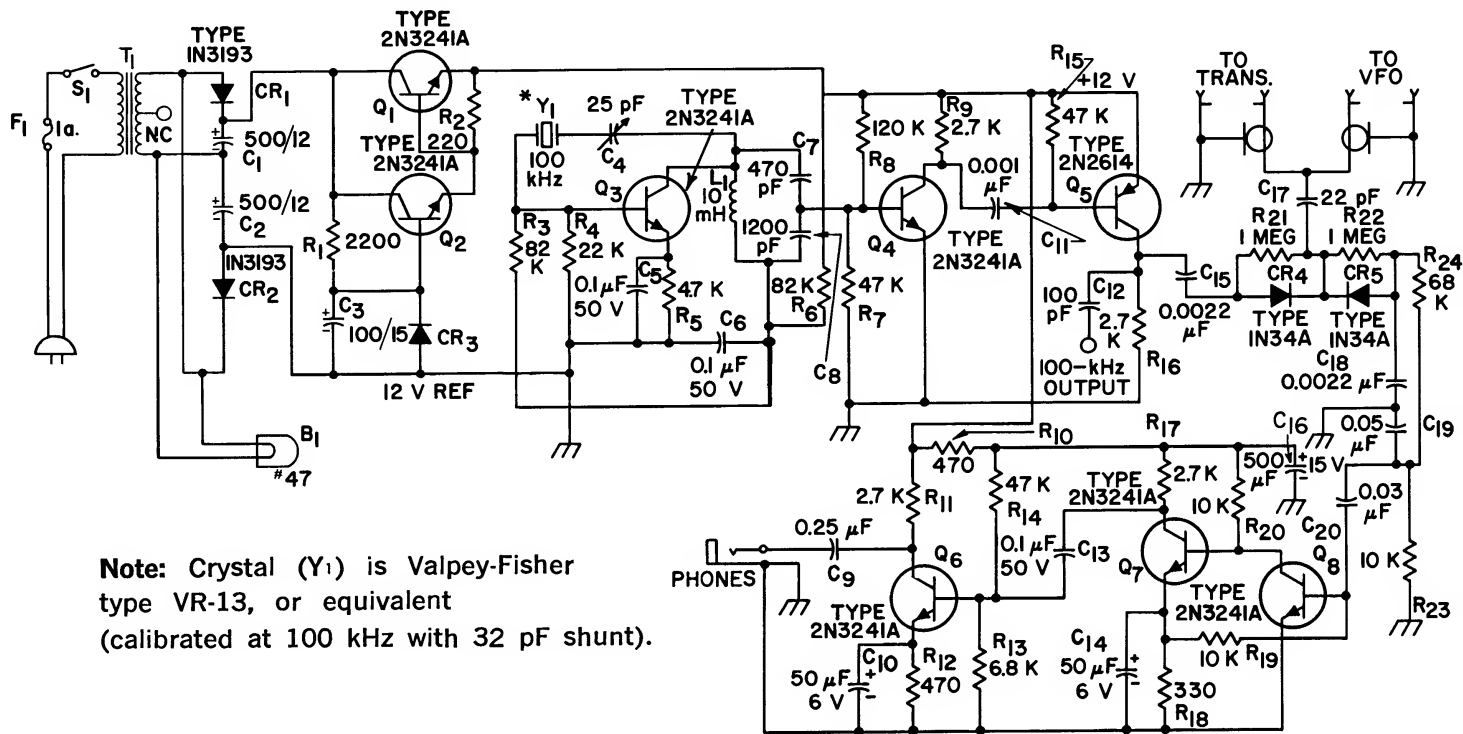 TYPE
1N3193
T1
S1
F1
1a.
NC
CR1
500/12
C1
500/12
C2
1N3193
CR2
B1
#47
TYPE
2N3241A
Q1
R2
220
TYPE
2N3241A
Q2
R1
2200
C3
100/15
CR3
12 V REF
* Y1
100
kHz
25 pF
C4
TYPE
2N3241A
Q3
R3
82
K
R4
22 K
L1
10
mH
C5
0.1 μF
50 V
4.7 K
R5
C6
0.1 μF
50 V
C7
470
pF
1200
pF
C8
82K
R6
47 K
R7
120 K
R8
R9
2.7 K
Q4
TYPE
2N3241A
0.001
μF
C11
R15
+12 V
47 K
TYPE
2N2614
Q5
100
pF
C12
2.7
K
R16
100-kHz
OUTPUT
C15
0.0022
μF
TO
TRANS.
TO
VFO
C17
22 pF
R21
1 MEG
R22
1 MEG
CR4
CR5
TYPE
1N34A
TYPE
1N34A
R24
68
K
C18
0.0022 μF
0.05
μF
C19
R10
470
2.7 K
R11
47 K
R14
0.1 μF
50 V
C13
R17
2.7 K
TYPE
2N3241A
10 K
R20
C16
500
μF
15 V
0.03
μF
C20
10 K
R23
0.25 μF
C9
PHONES
Q6
TYPE
2N3241A
Q7
TYPE
2N3241A
Q8
C10
50 μF
6 V
R12
470
R13
6.8 K
C14
50 μF
6 V
10 K
R19
330
R18
Note: Crystal (Y1) is Valpey-Fisher
type VR-13, or equivalent
(calibrated at 100 kHz with 32 pF shunt).